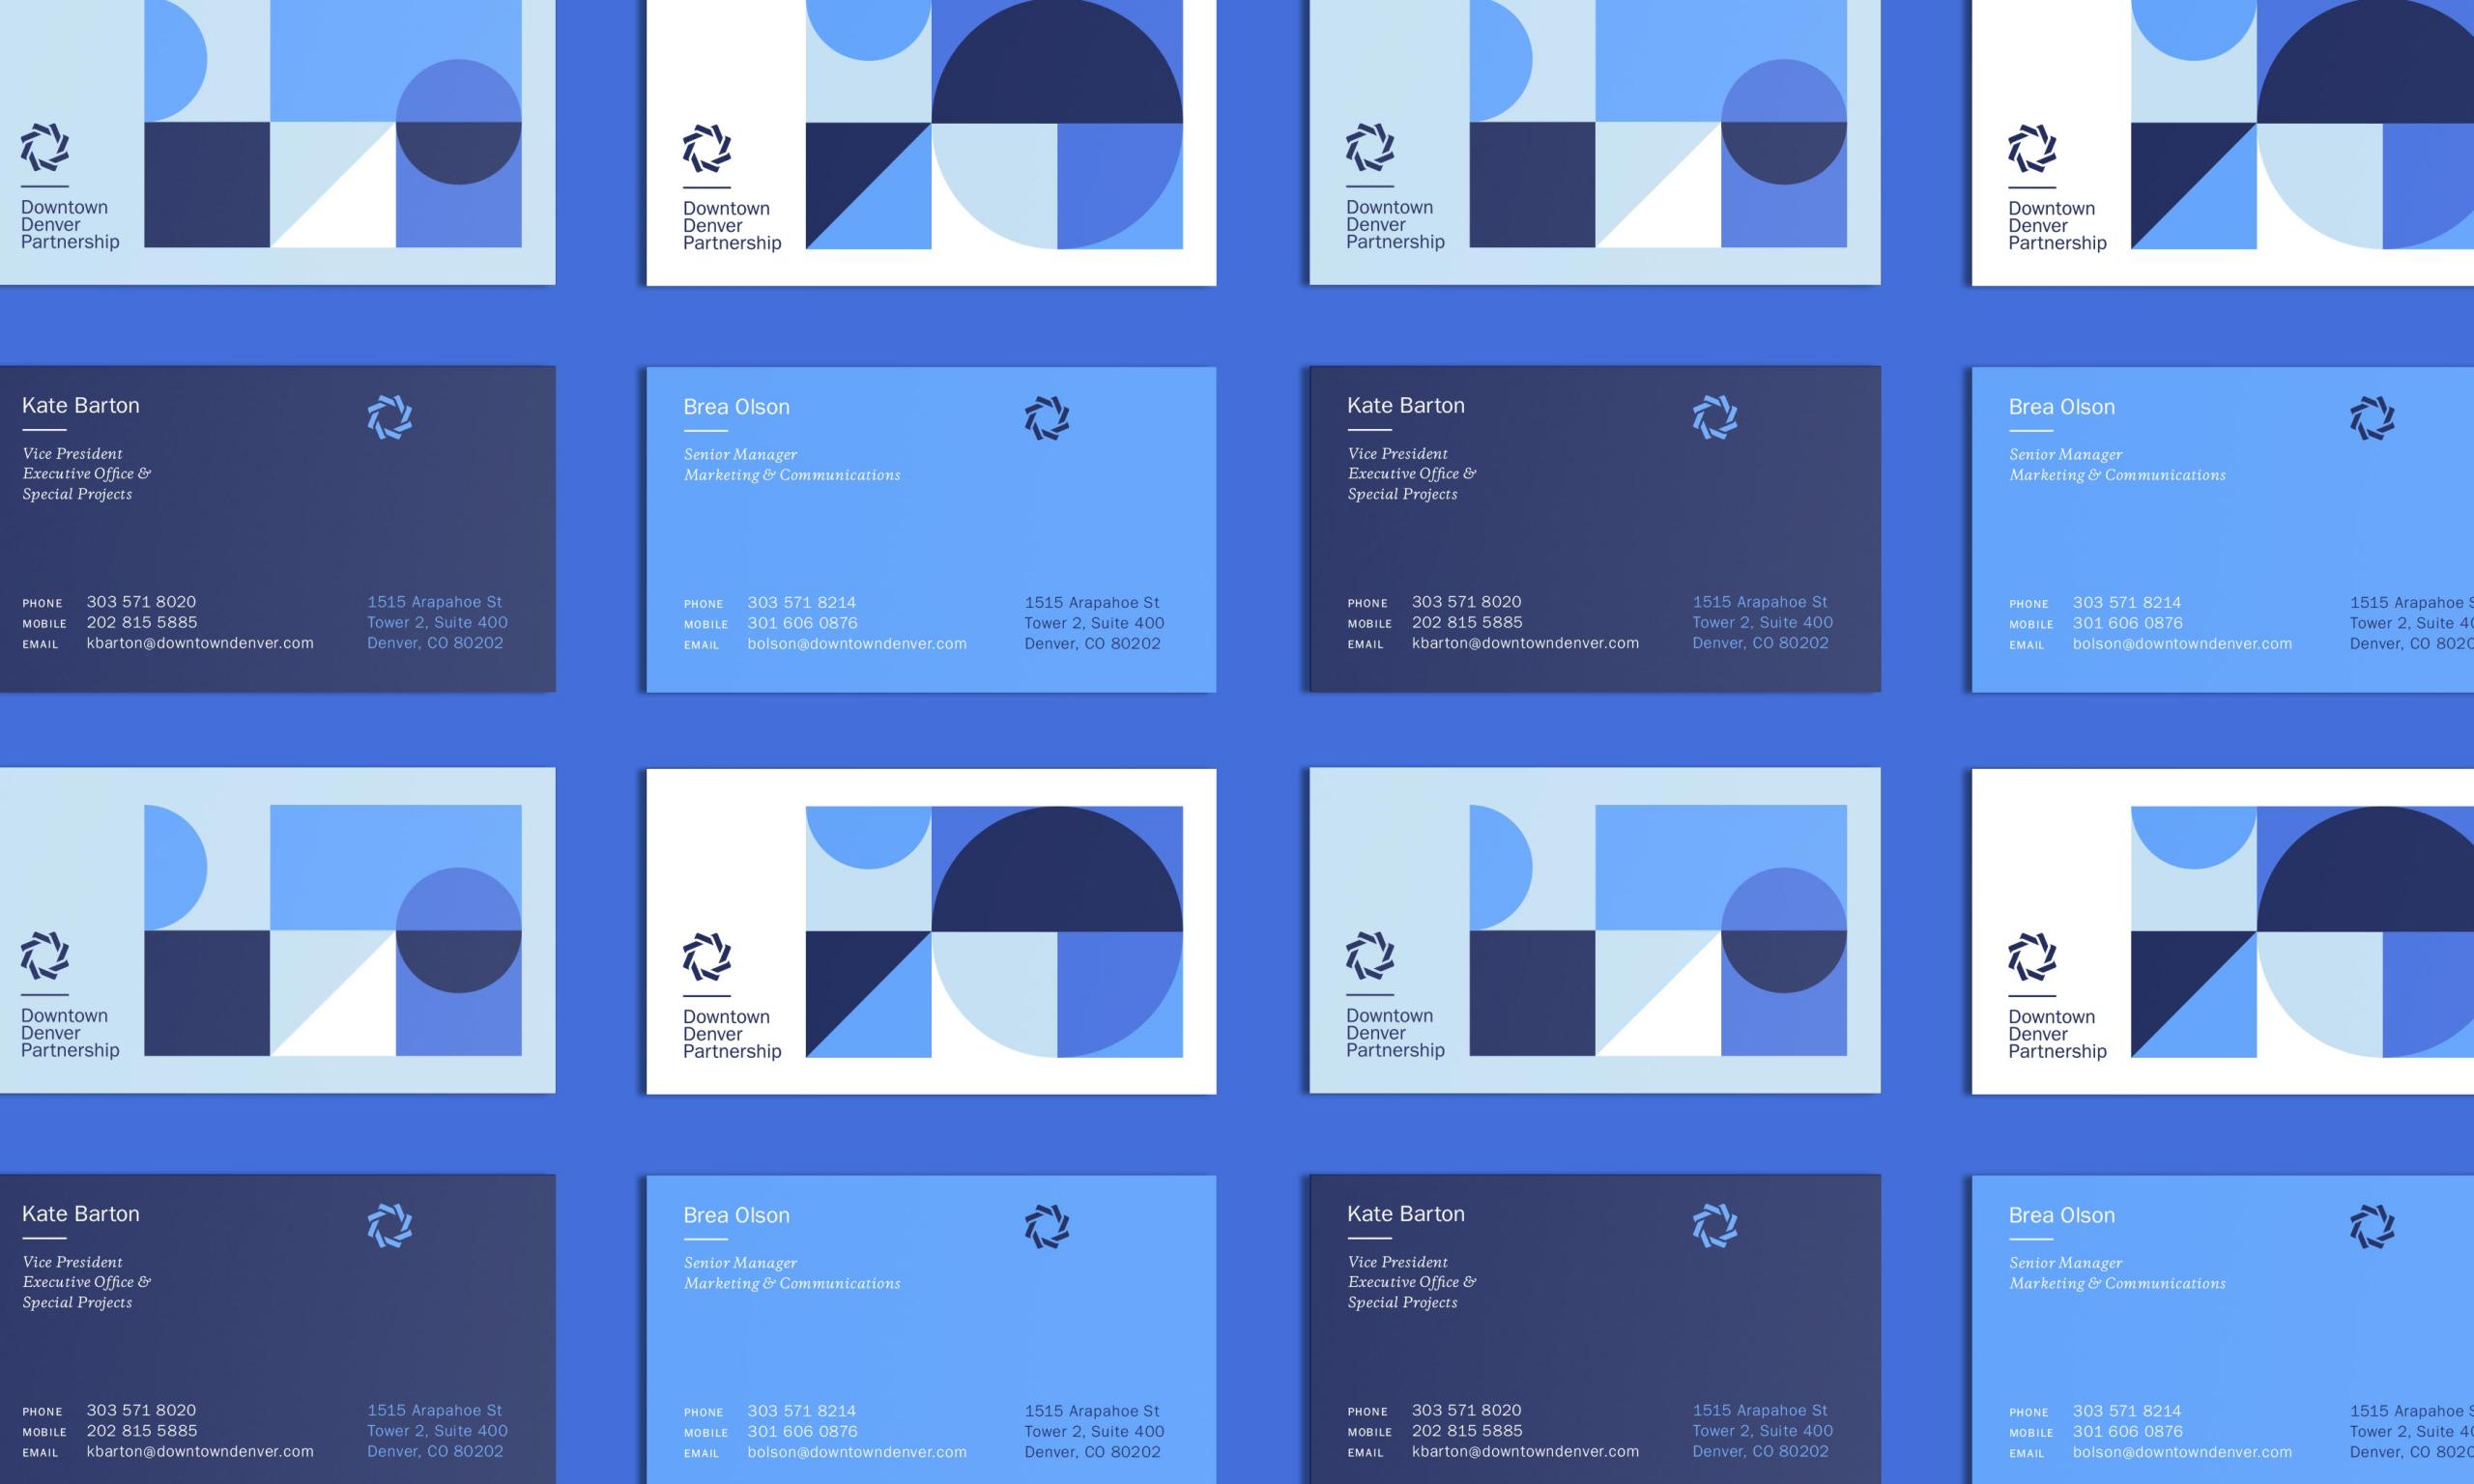 Downtown
Denver
Partnership
Downtown
Denver
Partnership
Downtown
Denver
Partnership
Downtown
Denver
Partnership
Kate Barton
Vice President
Executive Office &
Special Projects
PHONE 303 571 8020
MOBILE 202 815 5885
EMAIL kbarton@downtowndenver.com
1515 Arapahoe St
Tower 2, Suite 400
Denver, CO 80202
Brea Olson
Senior Manager
Marketing & Communications
PHONE 303 571 8214
MOBILE 301 606 0876
EMAIL bolson@downtowndenver.com
1515 Arapahoe St
Tower 2, Suite 400
Denver, CO 80202
Kate Barton
Vice President
Executive Office &
Special Projects
PHONE 303 571 8020
MOBILE 202 815 5885
EMAIL kbarton@downtowndenver.com
1515 Arapahoe St
Tower 2, Suite 400
Denver, CO 80202
Brea Olson
Senior Manager
Marketing & Communications
PHONE 303 571 8214
MOBILE 301 606 0876
EMAIL bolson@downtowndenver.com
1515 Arapahoe
Tower 2, Suite
Denver, CO
Downtown
Denver
Partnership
Downtown
Denver
Partnership
Downtown
Denver
Partnership
Downtown
Denver
Partnership
Kate Barton
Vice President
Executive Office &
Special Projects
PHONE 303 571 8020
MOBILE 202 815 5885
EMAIL kbarton@downtowndenver.com
1515 Arapahoe St
Tower 2, Suite 400
Denver, CO 80202
Brea Olson
Senior Manager
Marketing & Communications
PHONE 303 571 8214
MOBILE 301 606 0876
EMAIL bolson@downtowndenver.com
1515 Arapahoe St
Tower 2, Suite 400
Denver, CO 80202
Kate Barton
Vice President
Executive Office &
Special Projects
PHONE 303 571 8020
MOBILE 202 815 5885
EMAIL kbarton@downtowndenver.com
1515 Arapahoe St
Tower 2, Suite 400
Denver, CO 80202
Brea Olson
Senior Manager
Marketing & Communications
PHONE 303 571 8214
MOBILE 301 606 0876
EMAIL bolson@downtowndenver.com
1515 Arapahoe
Tower 2, Suite
Denver, CO